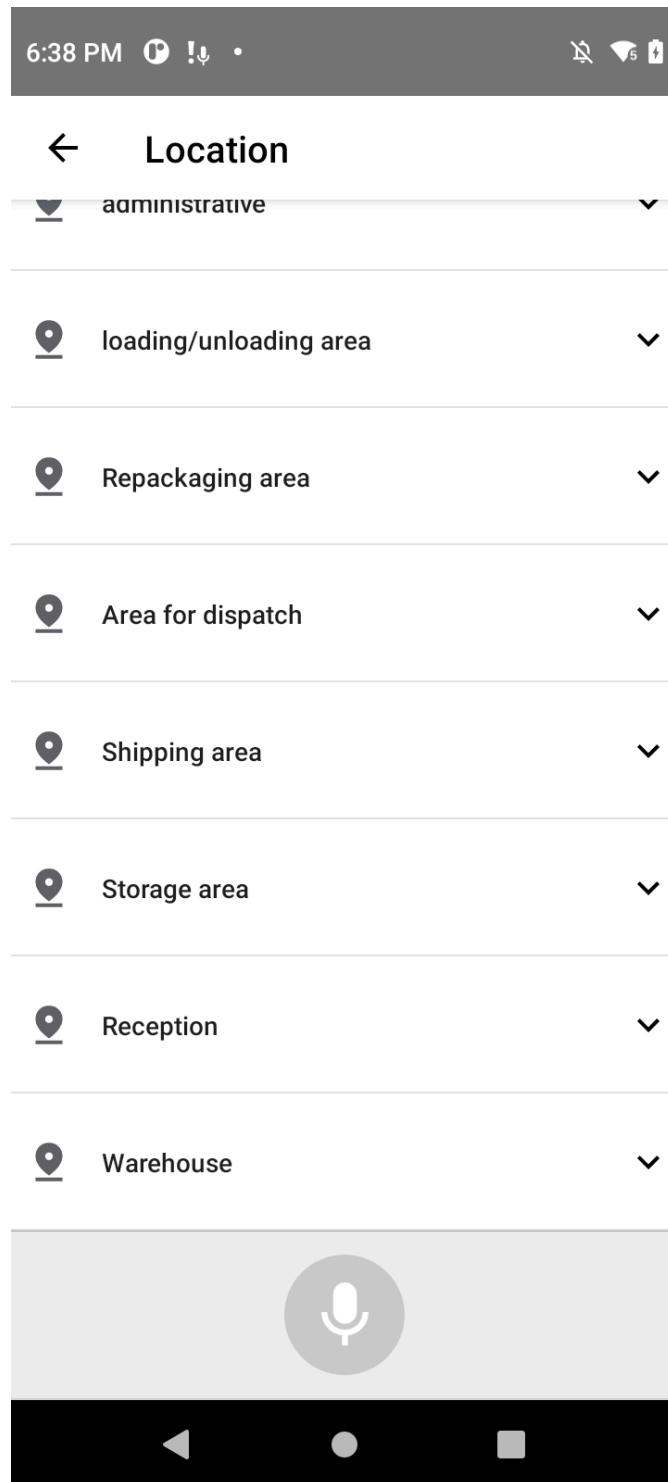 6:38 PM
5
Location
administrative
loading/unloading area
Repackaging area
Area for dispatch
Shipping area
Storage area
Reception
Warehouse